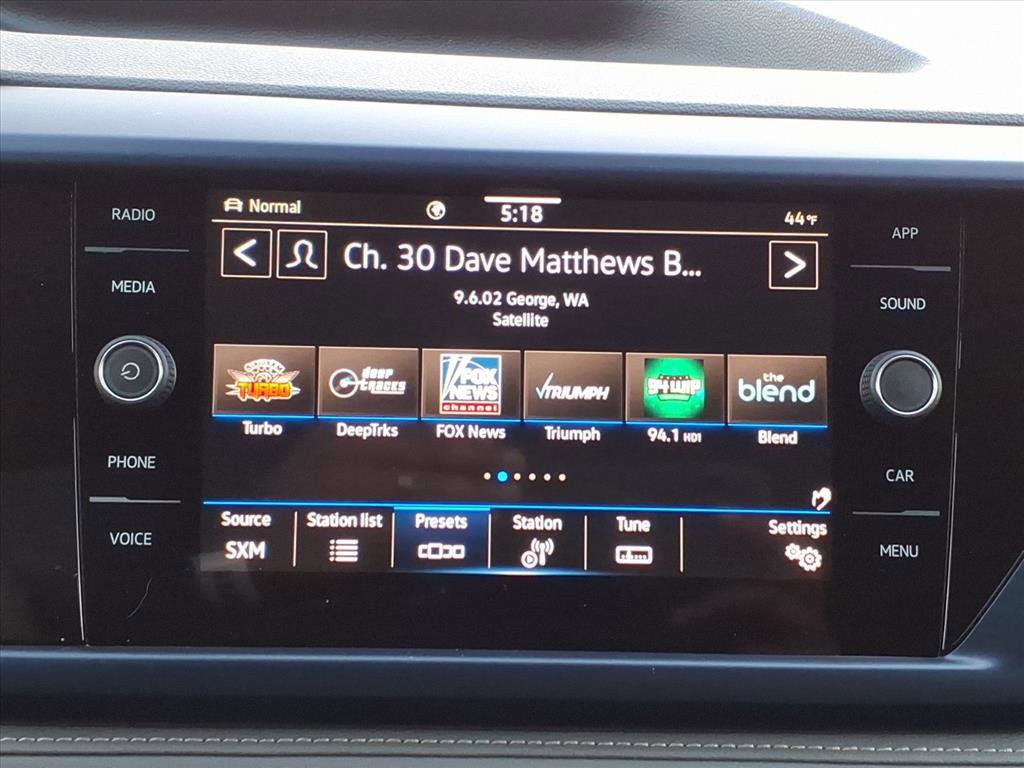 RADIO
MEDIA
PHONE
VOICE
Normal
5:18
44°F
< Ch. 30 Dave Matthews B... >
9.6.02 George, WA
Satellite
TURBO
deep tracks
FOX NEWS channel
TRIUMPH
94WIP
the blend
Turbo
DeepTrks
FOX News
Triumph
94.1 HD1
Blend
Source
Station list
Presets
Station
Tune
Settings
SXM
APP
SOUND
CAR
MENU